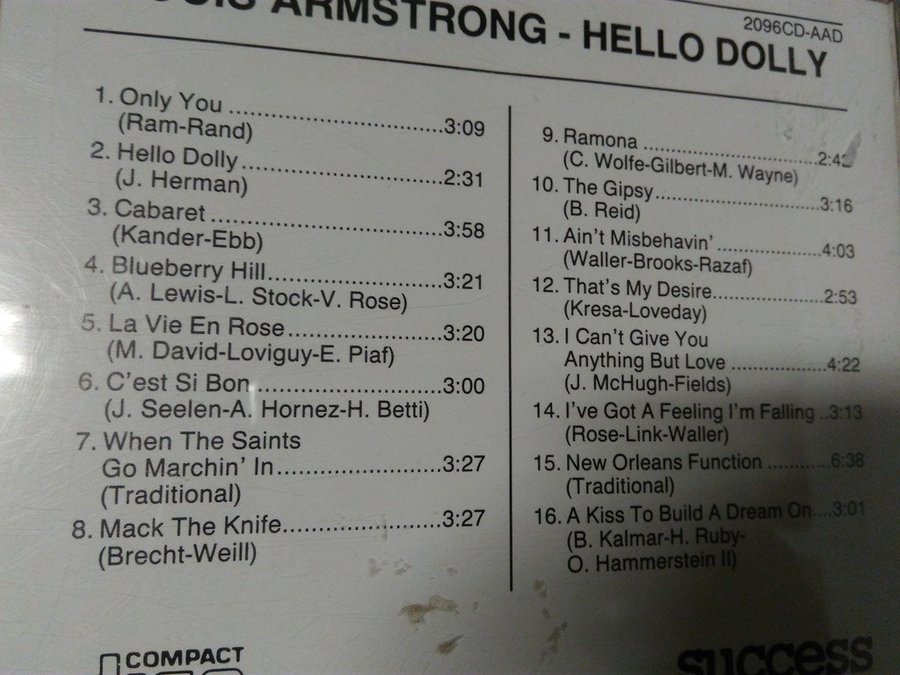 ARMSTRONG - HELLO DOLLY
2096CD-AAD
1. Only You ..............................3:09
(Ram-Rand)
2. Hello Dolly............................2:31
(J. Herman)
3. Cabaret ................................3:58
(Kander-Ebb)
4. Blueberry Hill.........................3:21
(A. Lewis-L. Stock-V. Rose)
5. La Vie En Rose ......................3:20
(M. David-Loviguy-E. Piaf)
6. C'est Si Bon...........................3:00
(J. Seelen-A. Hornez-H. Betti)
7. When The Saints
Go Marchin' In.......................3:27
(Traditional)
8. Mack The Knife.......................3:27
(Brecht-Weill)
9. Ramona ..........................
(C. Wolfe-Gilbert-M. Wayne)
10. The Gipsy........................3:16
(B. Reid)
11. Ain't Misbehavin' ...............4:03
(Waller-Brooks-Razaf)
12. That's My Desire................2:53
(Kresa-Loveday)
13. I Can't Give You
Anything But Love ..............4:22
(J. McHugh-Fields)
14. I've Got A Feeling I'm Falling ..3:13
(Rose-Link-Waller)
15. New Orleans Function ............6:38
(Traditional)
16. A Kiss To Build A Dream On....3:01
(B. Kalmar-H. Ruby-
O. Hammerstein II)
COMPACT
success